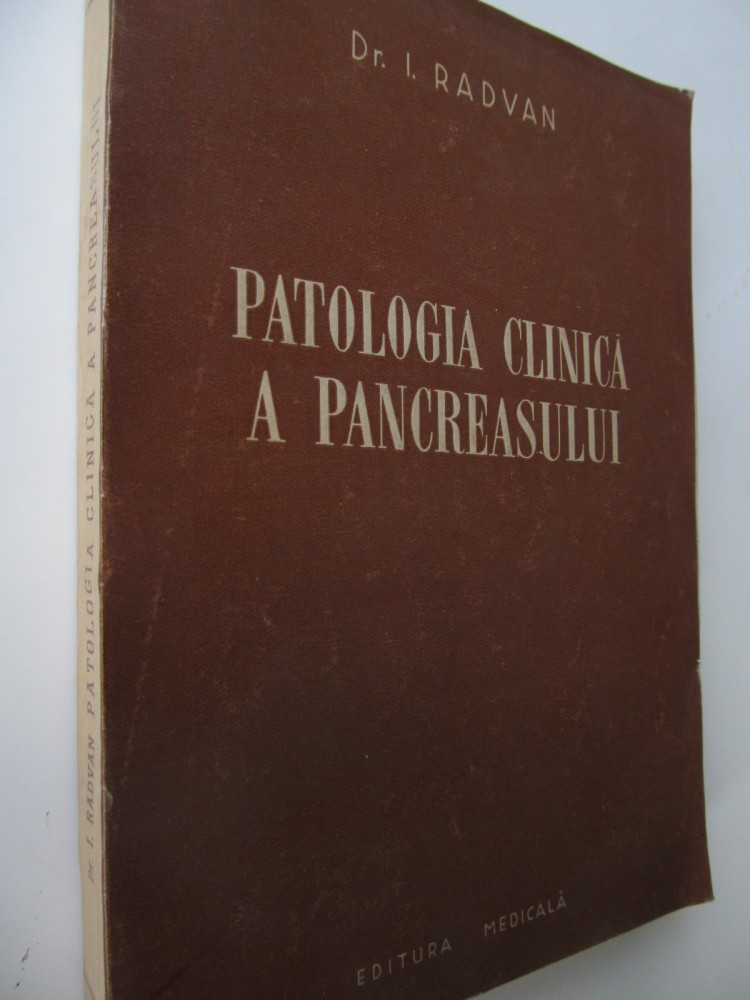 Dr. I. RADVAN
PATOLOGIA CLINICĂ
A PANCREASULUI
EDITURA MEDICALĂ
Dr. I. RADVAN PATOLOGIA CLINICĂ A PANCREASULUI